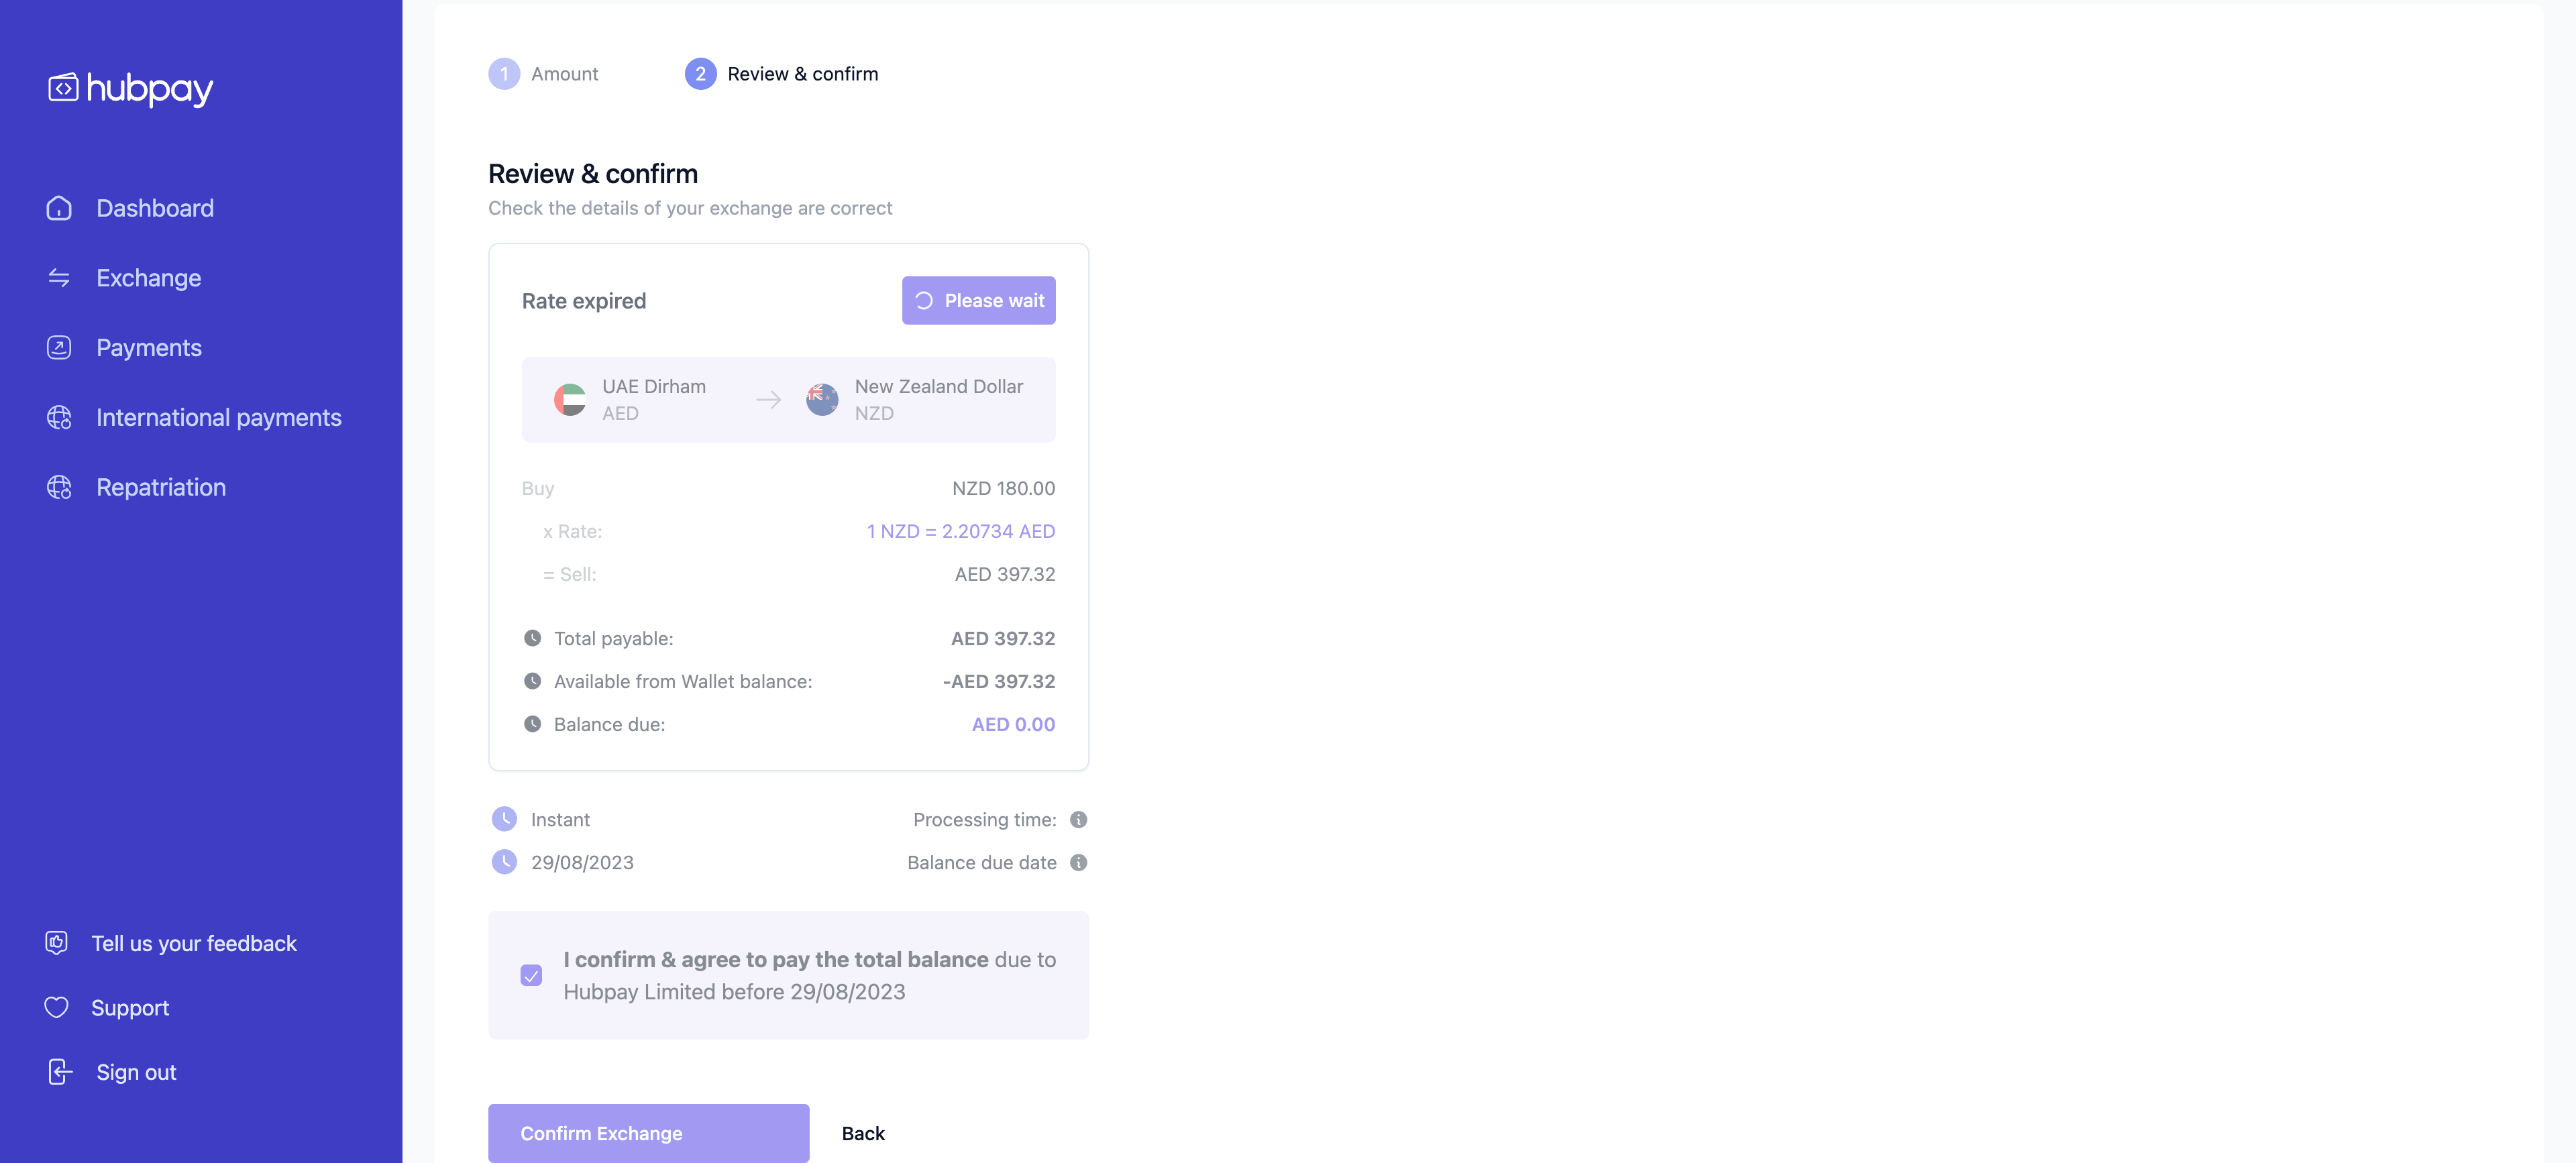 hubpay
Dashboard
Exchange
Payments
International payments
Repatriation
Tell us your feedback
Support
Sign out
1 Amount
2 Review & confirm
Review & confirm
Check the details of your exchange are correct
Rate expired
Please wait
UAE Dirham
AED
New Zealand Dollar
NZD
Buy NZD 180.00
x Rate: 1 NZD = 2.20734 AED
= Sell: AED 397.32
Total payable: AED 397.32
Available from Wallet balance: -AED 397.32
Balance due: AED 0.00
Instant Processing time:
29/08/2023 Balance due date
I confirm & agree to pay the total balance due to
Hubpay Limited before 29/08/2023
Confirm Exchange
Back